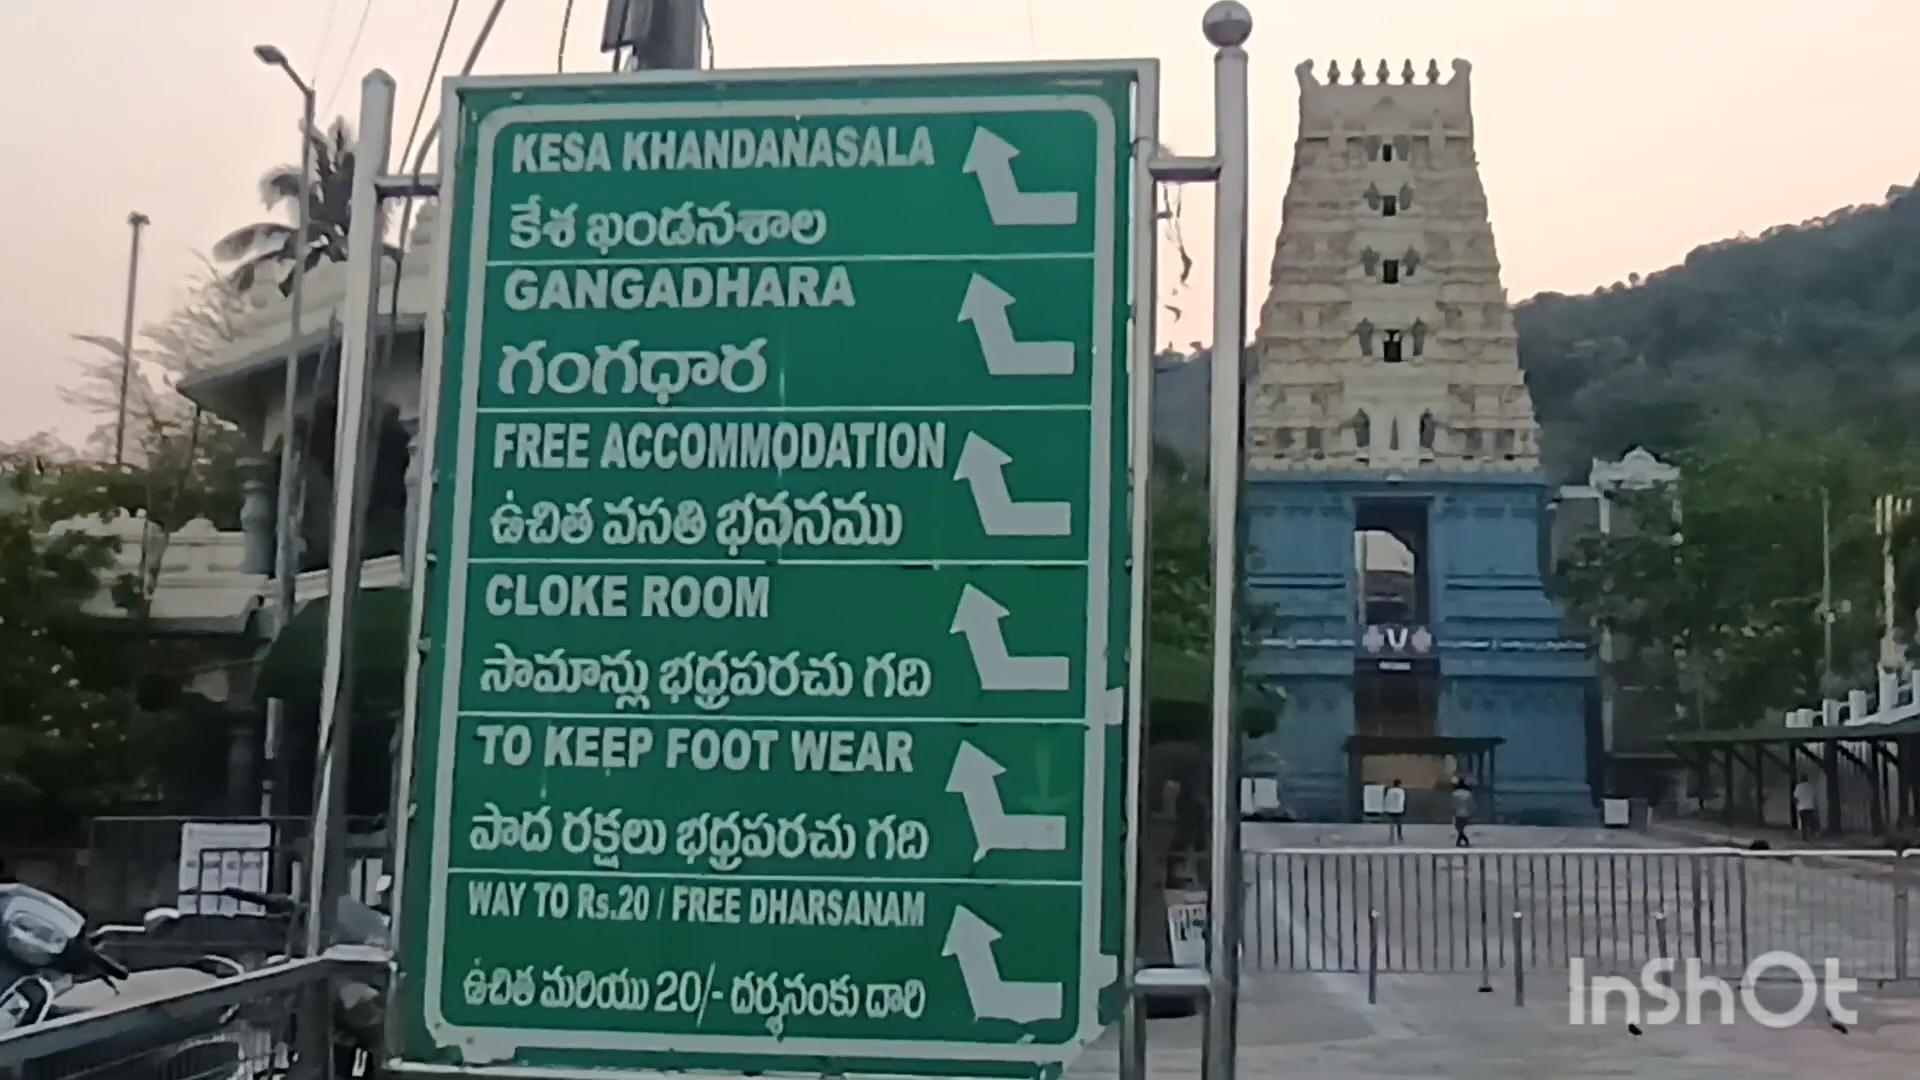 KESA KHANDANASALA
కేశ ఖండనశాల
GANGADHARA
గంగధార
FREE ACCOMMODATION
ఉచిత వసతి భవనము
CLOKE ROOM
సామాన్లు భద్రపరచు గది
TO KEEP FOOT WEAR
పాద రక్షలు భద్రపరచు గది
WAY TO Rs.20 / FREE DHARSANAM
ఉచిత మరియు 20/- దర్శనంకు దారి
InShOt